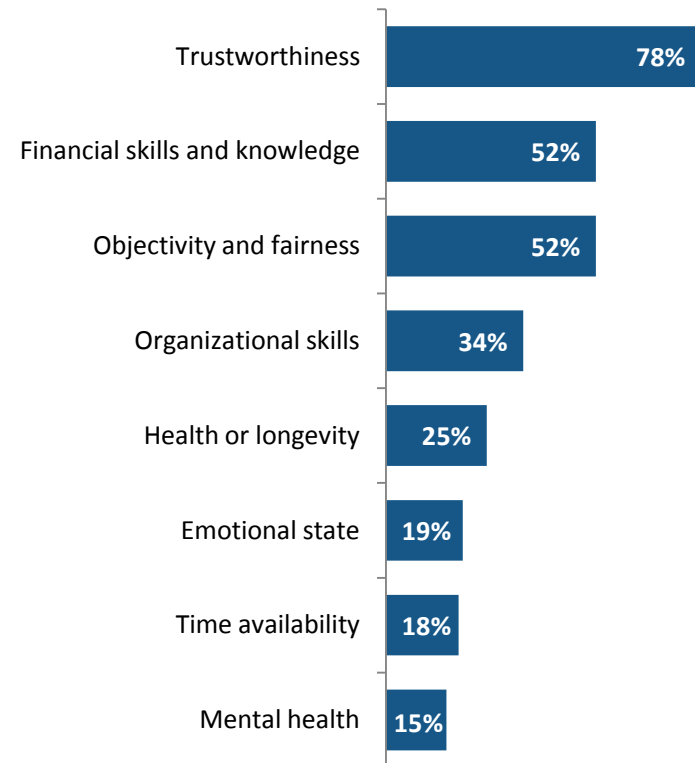 Trustworthiness 78%
Financial skills and knowledge 52%
Objectivity and fairness 52%
Organizational skills 34%
Health or longevity 25%
Emotional state 19%
Time availability 18%
Mental health 15%